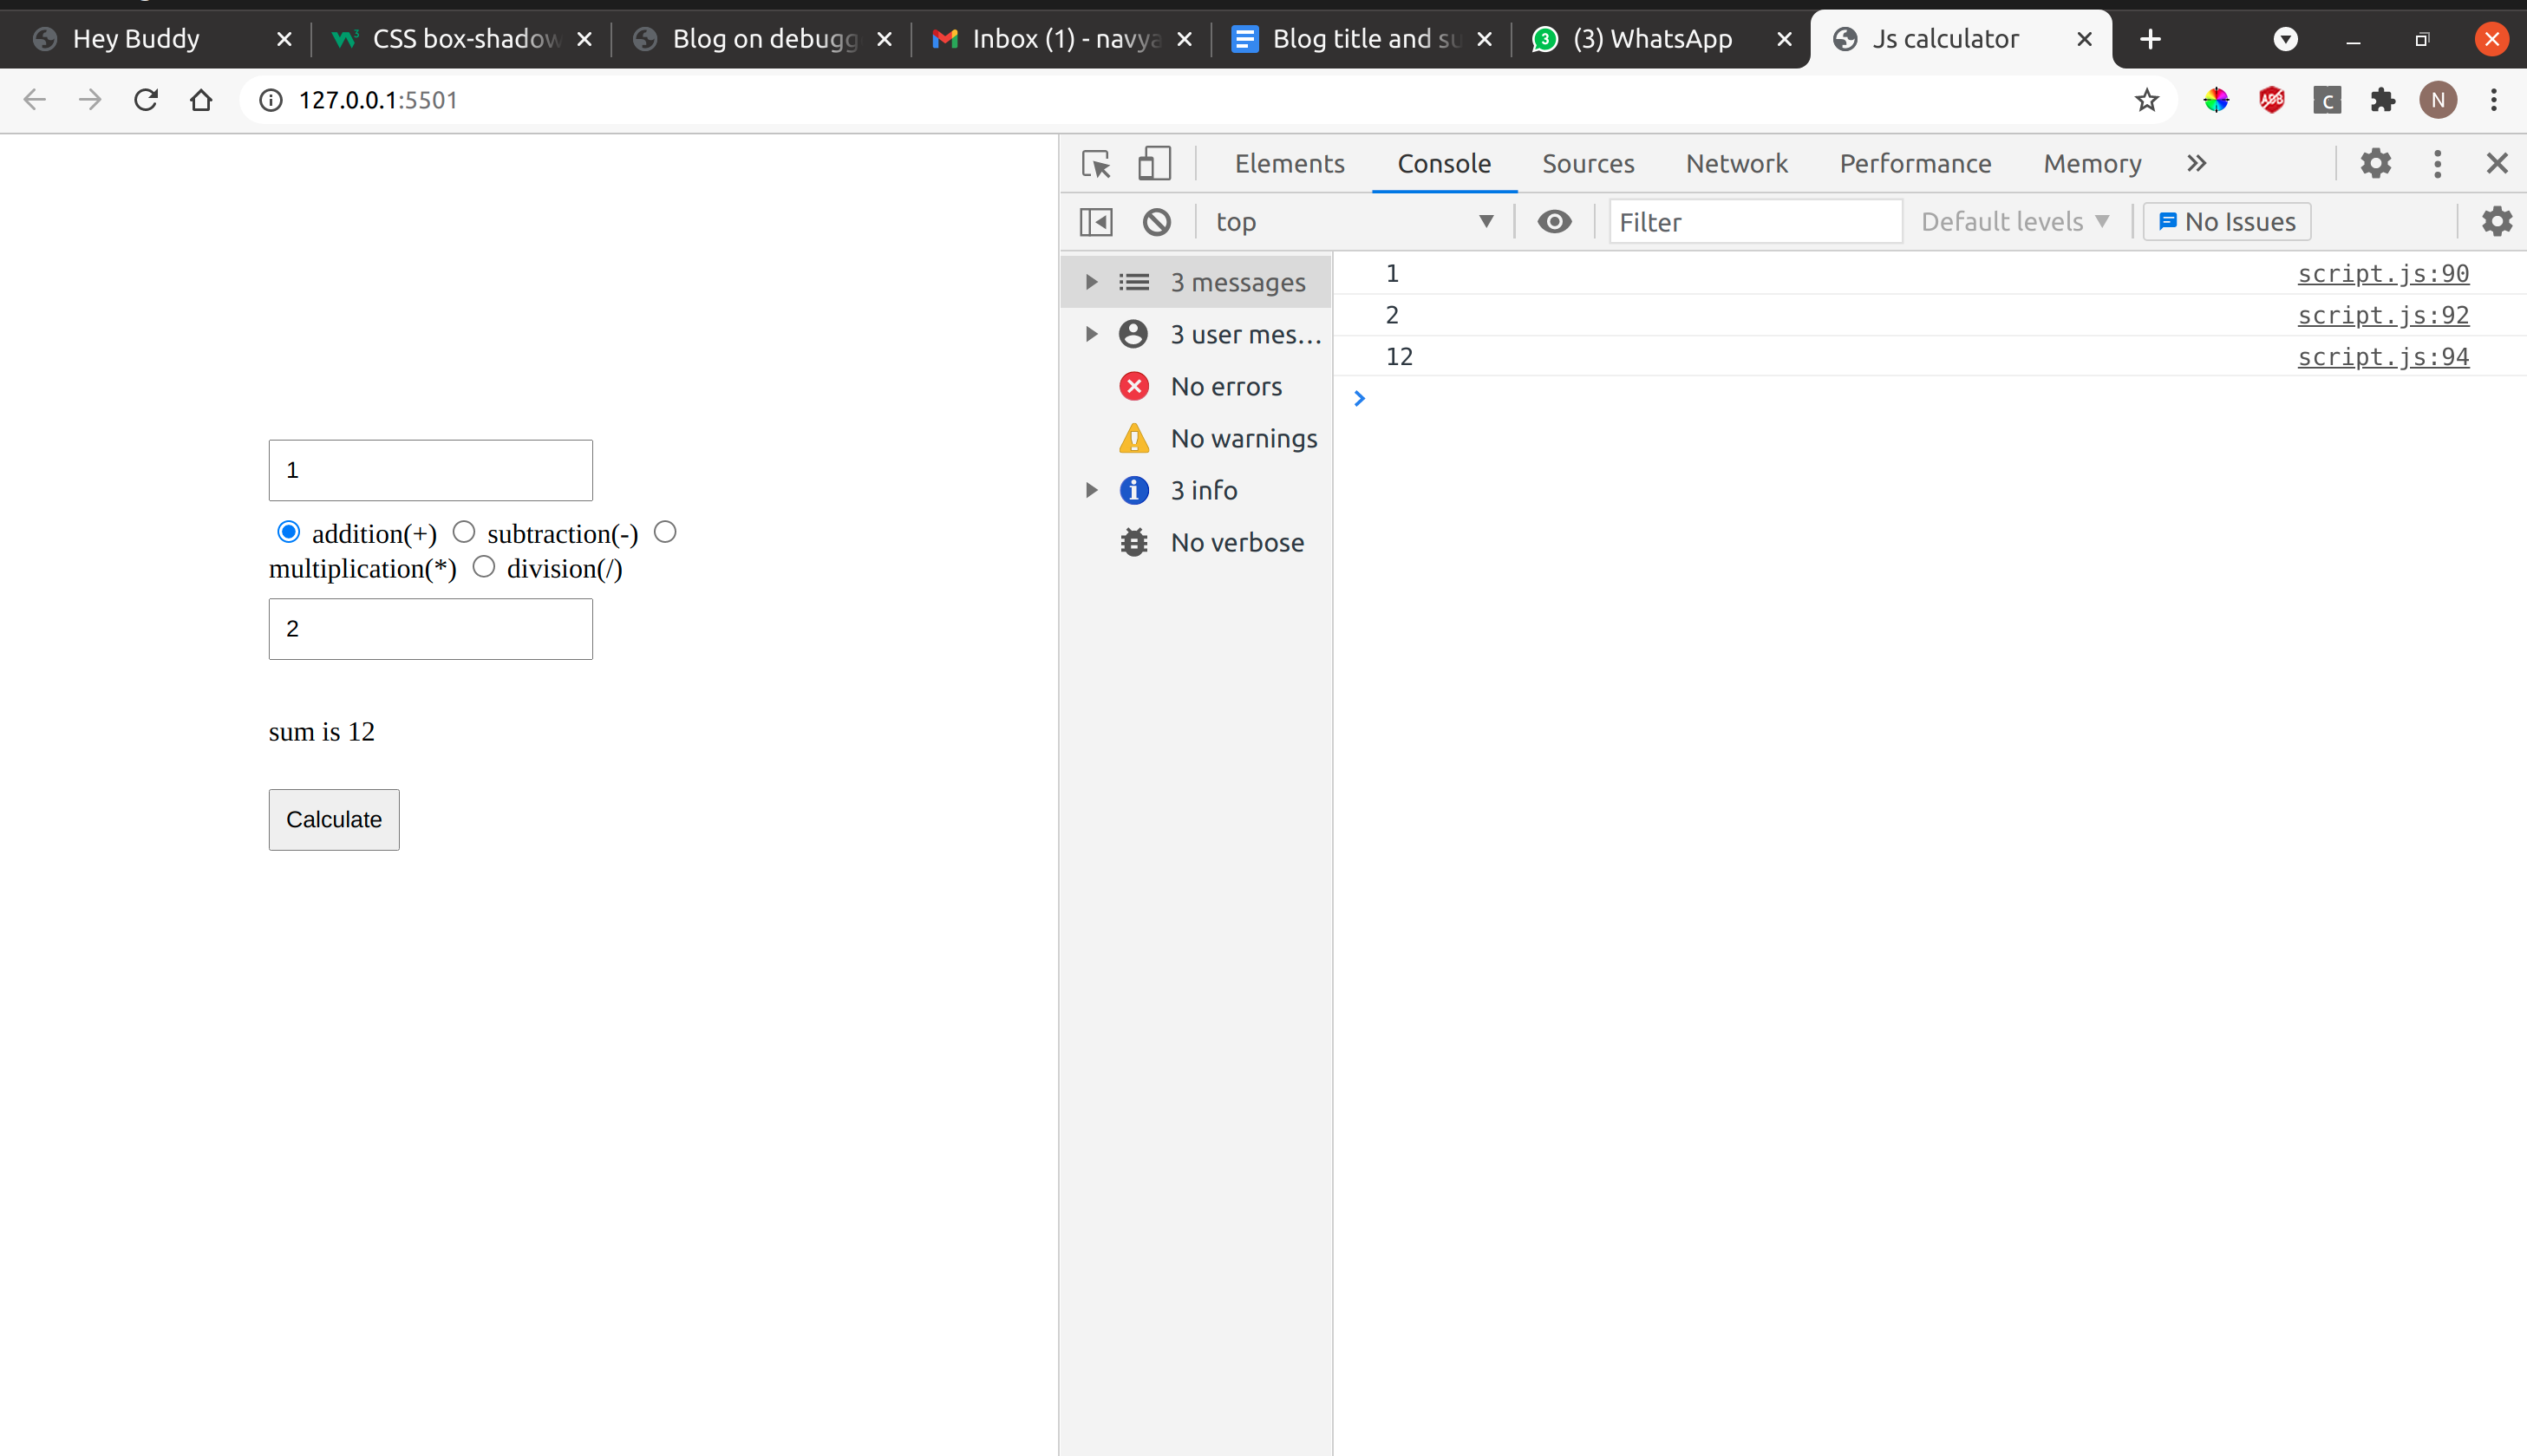 Hey Buddy
CSS box-shadow
Blog on debugg
Inbox (1) - navya
Blog title and su
3
(3) WhatsApp
Js calculator
127.0.0.1:5501
ABP
C
N
Elements Console Sources Network Performance Memory
top
Filter
Default levels
No Issues
3 messages
3 user mes…
No errors
No warnings
3 info
No verbose
1 script.js:90
2 script.js:92
12 script.js:94
1
addition(+) subtraction(-)
multiplication(*) division(/)
2
sum is 12
Calculate